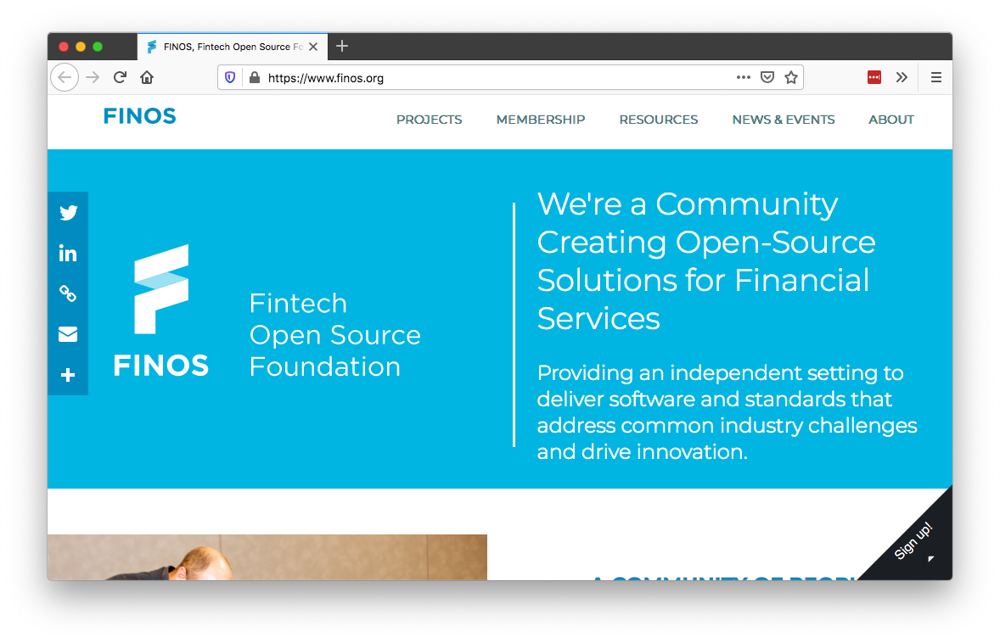 FINOS, Fintech Open Source Fo
https://www.finos.org
FINOS
PROJECTS MEMBERSHIP RESOURCES NEWS & EVENTS ABOUT
We're a Community
Creating Open-Source
Solutions for Financial
Services
Fintech
Open Source
Foundation
FINOS
Providing an independent setting to
deliver software and standards that
address common industry challenges
and drive innovation.
Sign up!
A COMMUNITY OF